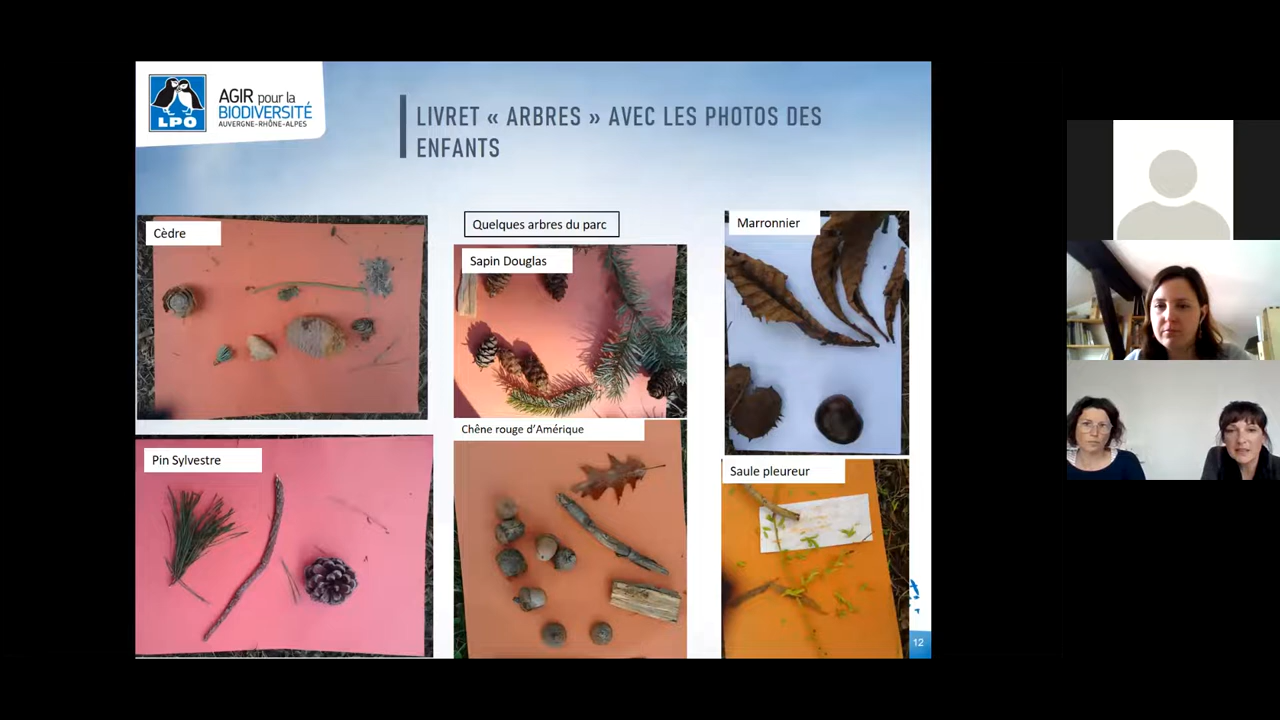 AGIR pour la
BIODIVERSITÉ
AUVERGNE-RHÔNE-ALPES
LPO
LIVRET « ARBRES » AVEC LES PHOTOS DES
ENFANTS
Cèdre
Quelques arbres du parc
Sapin Douglas
Marronnier
Pin Sylvestre
Chêne rouge d’Amérique
Saule pleureur
12